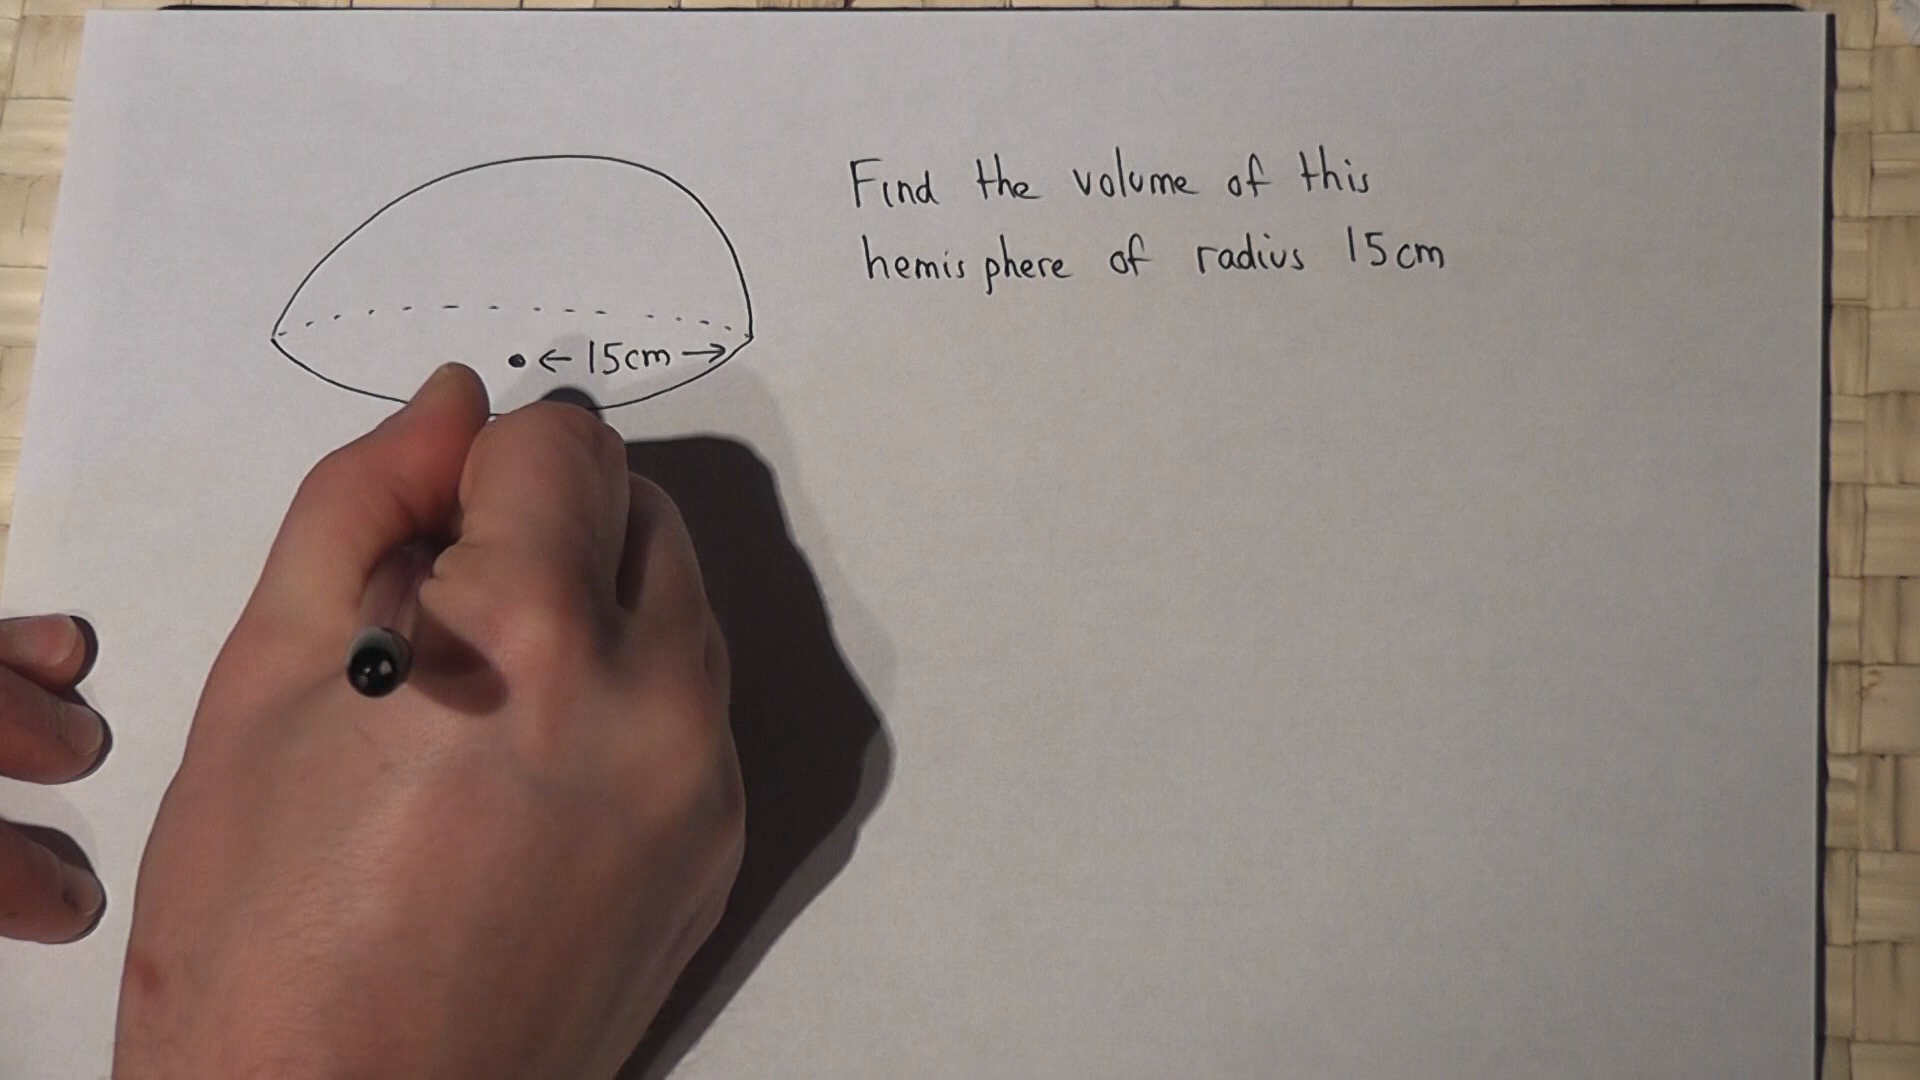 Find the volume of this
hemisphere of radius 15cm
15cm